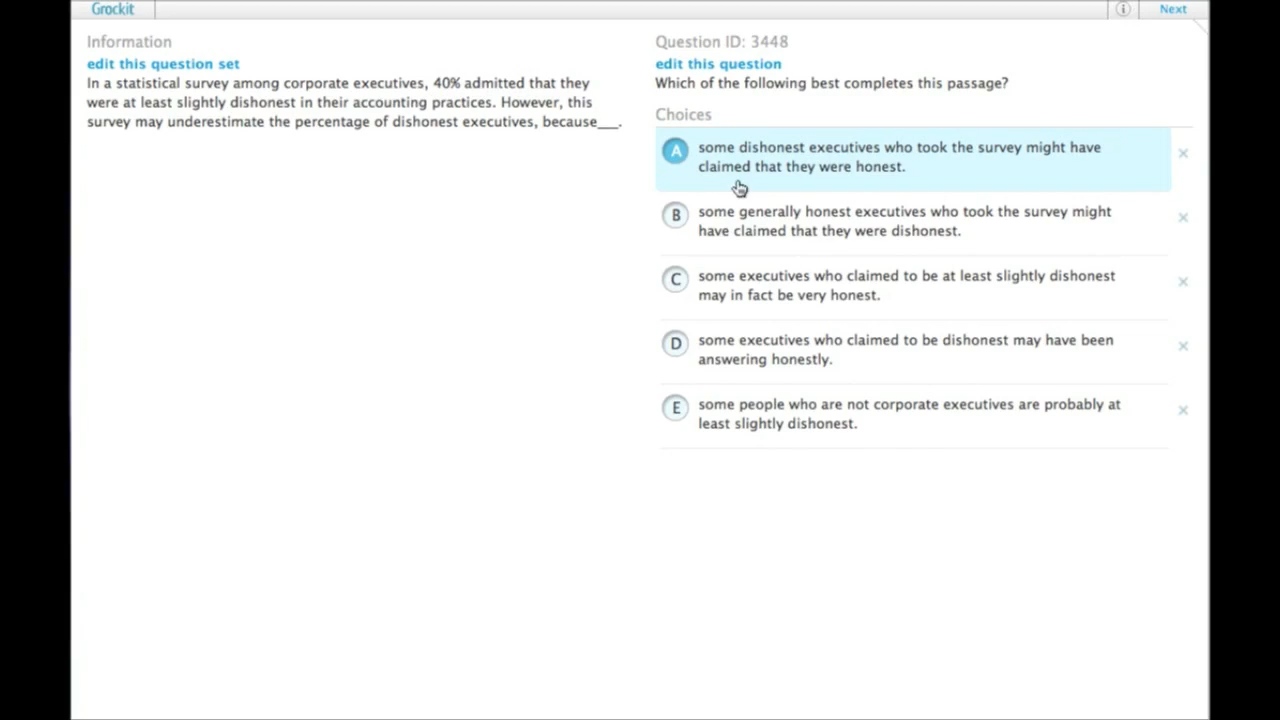 Grockit
i
Next
Information
edit this question set
In a statistical survey among corporate executives, 40% admitted that they
were at least slightly dishonest in their accounting practices. However, this
survey may underestimate the percentage of dishonest executives, because___.
Question ID: 3448
edit this question
Which of the following best completes this passage?
Choices
A some dishonest executives who took the survey might have
claimed that they were honest.
B some generally honest executives who took the survey might
have claimed that they were dishonest.
C some executives who claimed to be at least slightly dishonest
may in fact be very honest.
D some executives who claimed to be dishonest may have been
answering honestly.
E some people who are not corporate executives are probably at
least slightly dishonest.